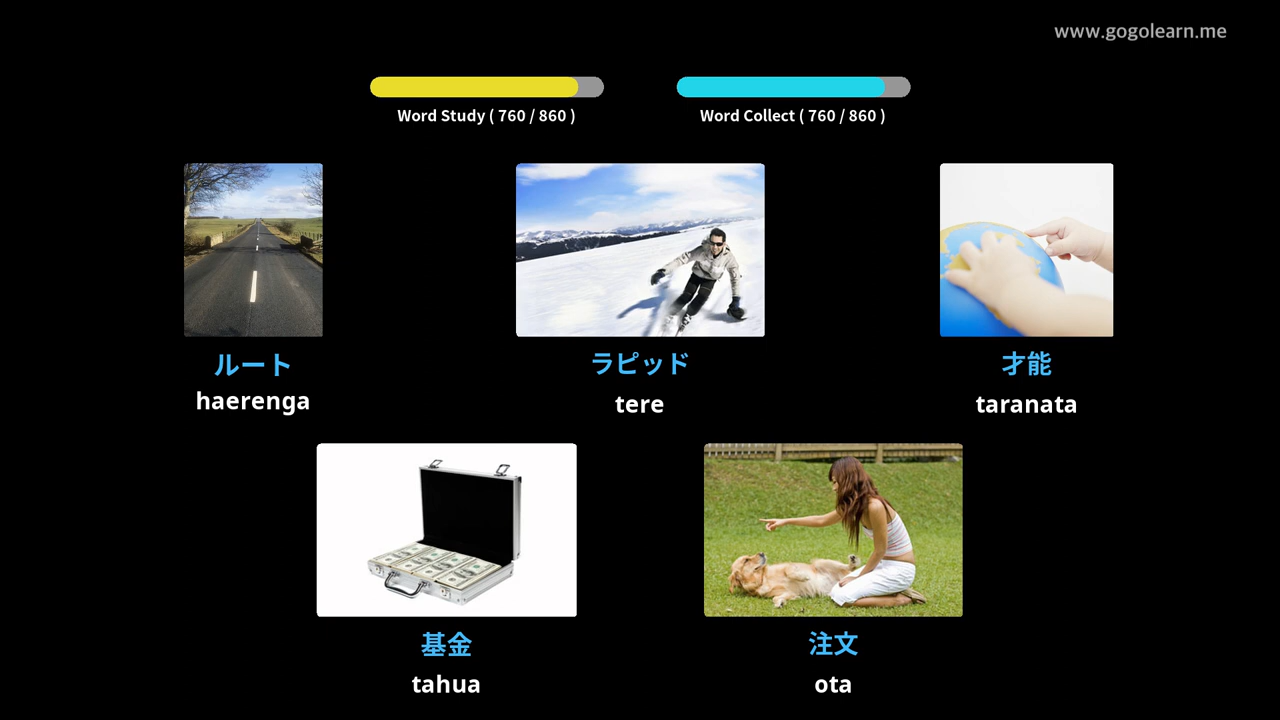 www.gogolearn.me
Word Study ( 760 / 860 )
Word Collect ( 760 / 860 )
ルート
haerenga
ラピッド
tere
才能
taranata
基金
tahua
注文
ota